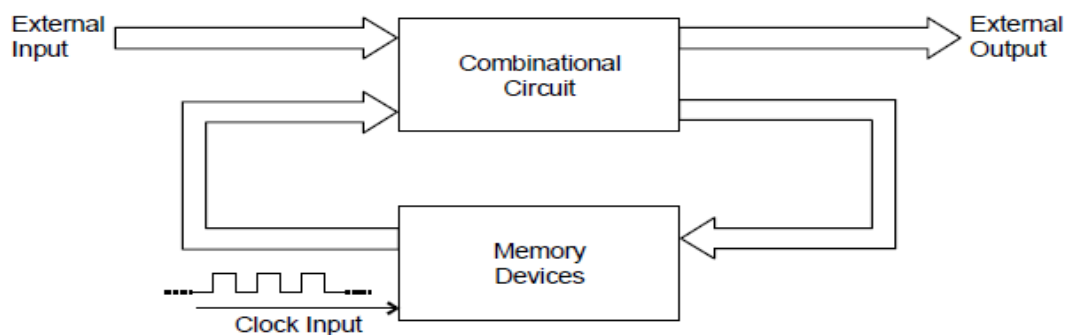 External
Input
Combinational
Circuit
External
Output
Memory
Devices
Clock Input